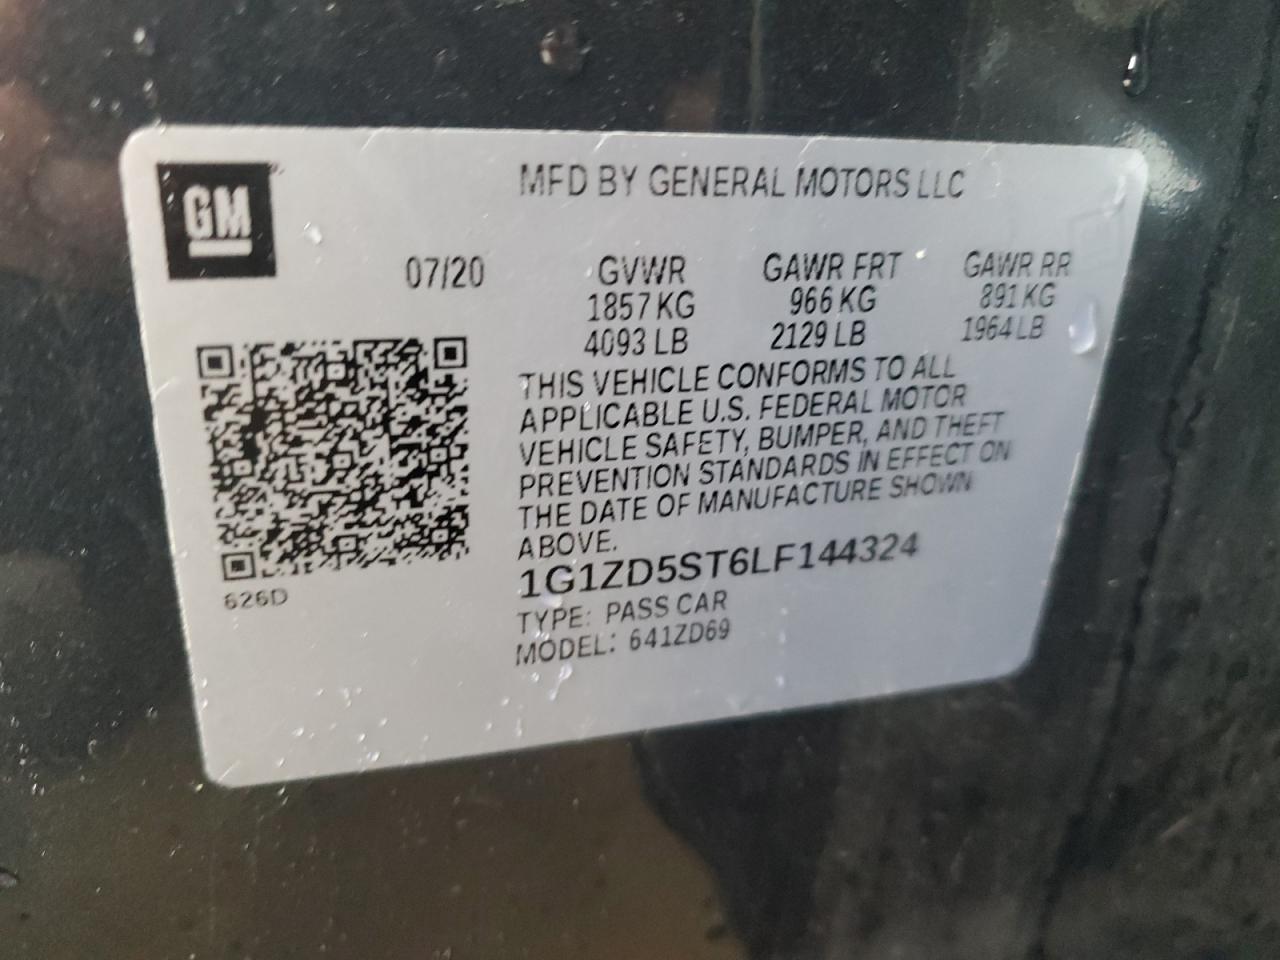 GM
MFD BY GENERAL MOTORS LLC
07/20 GVWR GAWR FRT GAWR RR
1857 KG 966 KG 891 KG
4093 LB 2129 LB 1964 LB
THIS VEHICLE CONFORMS TO ALL
APPLICABLE U.S. FEDERAL MOTOR
VEHICLE SAFETY, BUMPER, AND THEFT
PREVENTION STANDARDS IN EFFECT ON
THE DATE OF MANUFACTURE SHOWN
ABOVE.
1G1ZD5ST6LF144324
TYPE: PASS CAR
MODEL: 641ZD69
626D